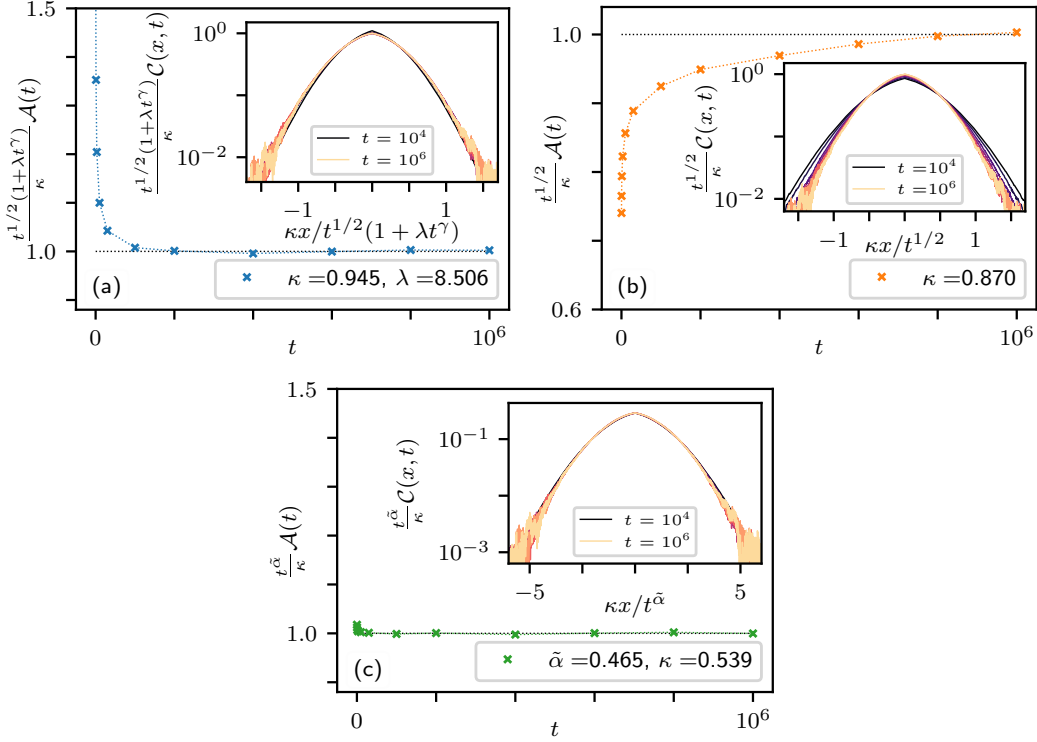 1.5
1.0
t^{1/2}(1+λt^γ)/κ 𝒜(t)
10^0
10^{−2}
t^{1/2}(1+λt^γ)/κ 𝒞(x, t)
t = 10^4
t = 10^6
−1
1
κx/t^{1/2}(1 + λt^γ)
(a)
κ =0.945, λ =8.506
0
10^6
t
1.0
0.6
t^{1/2}/κ 𝒜(t)
10^0
10^{−2}
t^{1/2}/κ 𝒞(x, t)
t = 10^4
t = 10^6
−1
1
κx/t^{1/2}
(b)
κ =0.870
0
10^6
t
1.5
1.0
t^{α̃}/κ 𝒜(t)
10^{−1}
10^{−3}
t^{α̃}/κ 𝒞(x, t)
t = 10^4
t = 10^6
−5
5
κx/t^{α̃}
(c)
α̃ =0.465, κ =0.539
0
10^6
t